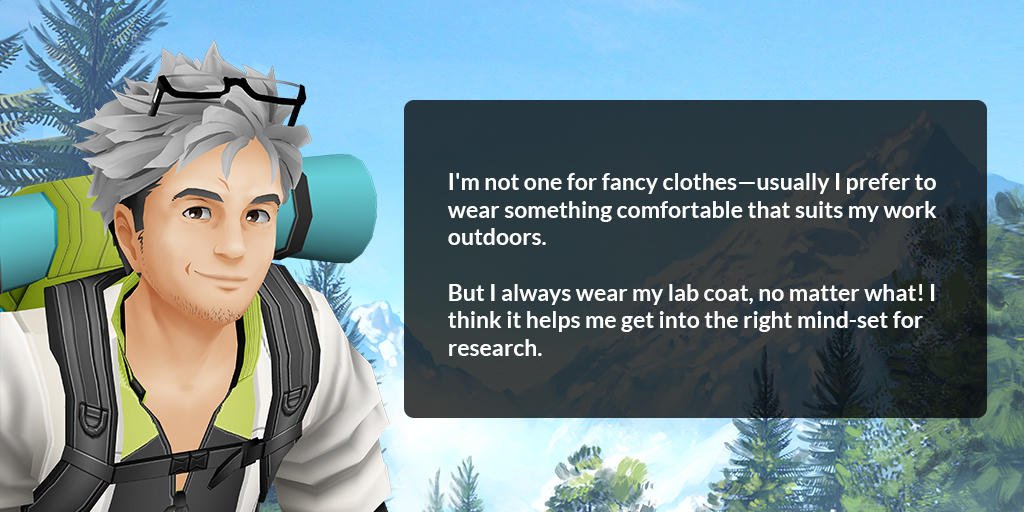 I'm not one for fancy clothes—usually I prefer to
wear something comfortable that suits my work
outdoors.
But I always wear my lab coat, no matter what! I
think it helps me get into the right mind-set for
research.